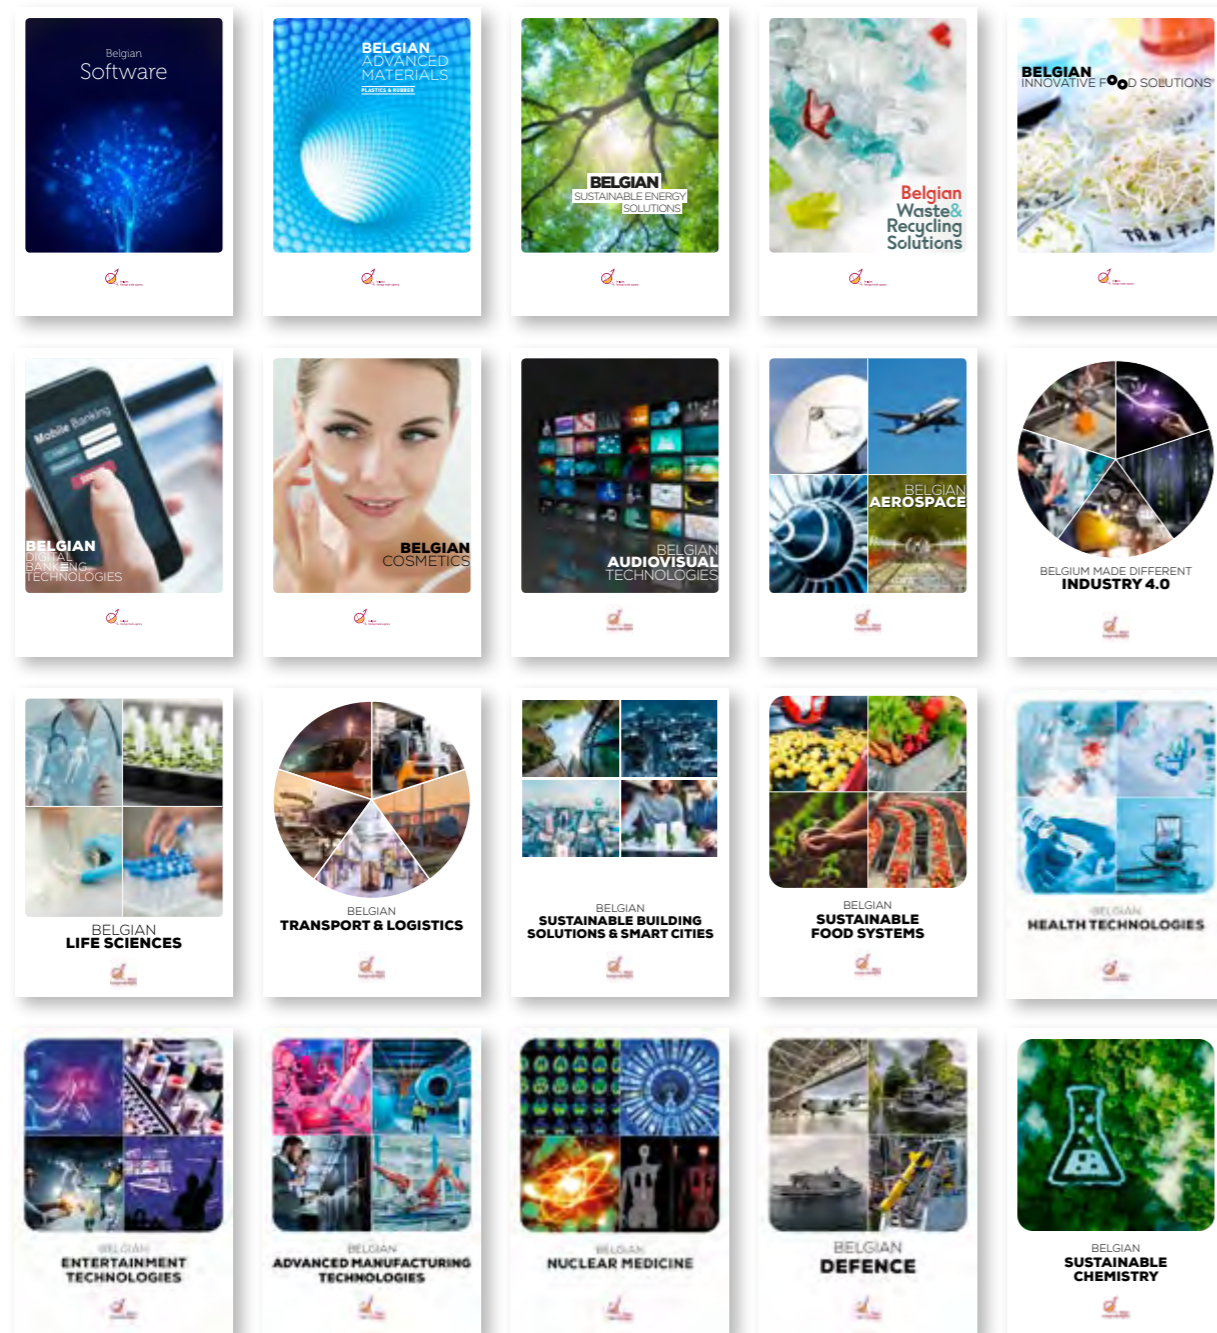 Belgian
Software
BELGIAN
ADVANCED
MATERIALS
PLASTICS & RUBBER
BELGIAN
SUSTAINABLE ENERGY
SOLUTIONS
Belgian
Waste&
Recycling
Solutions
BELGIAN
INNOVATIVE FOOD SOLUTIONS
Mobile Banking
BELGIAN
DIGITAL
BANKING
TECHNOLOGIES
BELGIAN
COSMETICS
BELGIAN
AUDIOVISUAL
TECHNOLOGIES
BELGIAN
AEROSPACE
BELGIUM MADE DIFFERENT
INDUSTRY 4.0
BELGIAN
LIFE SCIENCES
BELGIAN
TRANSPORT & LOGISTICS
BELGIAN
SUSTAINABLE BUILDING
SOLUTIONS & SMART CITIES
BELGIAN
SUSTAINABLE
FOOD SYSTEMS
BELGIAN
HEALTH TECHNOLOGIES
BELGIAN
ENTERTAINMENT
TECHNOLOGIES
BELGIAN
ADVANCED MANUFACTURING
TECHNOLOGIES
BELGIAN
NUCLEAR MEDICINE
BELGIAN
DEFENCE
BELGIAN
SUSTAINABLE
CHEMISTRY